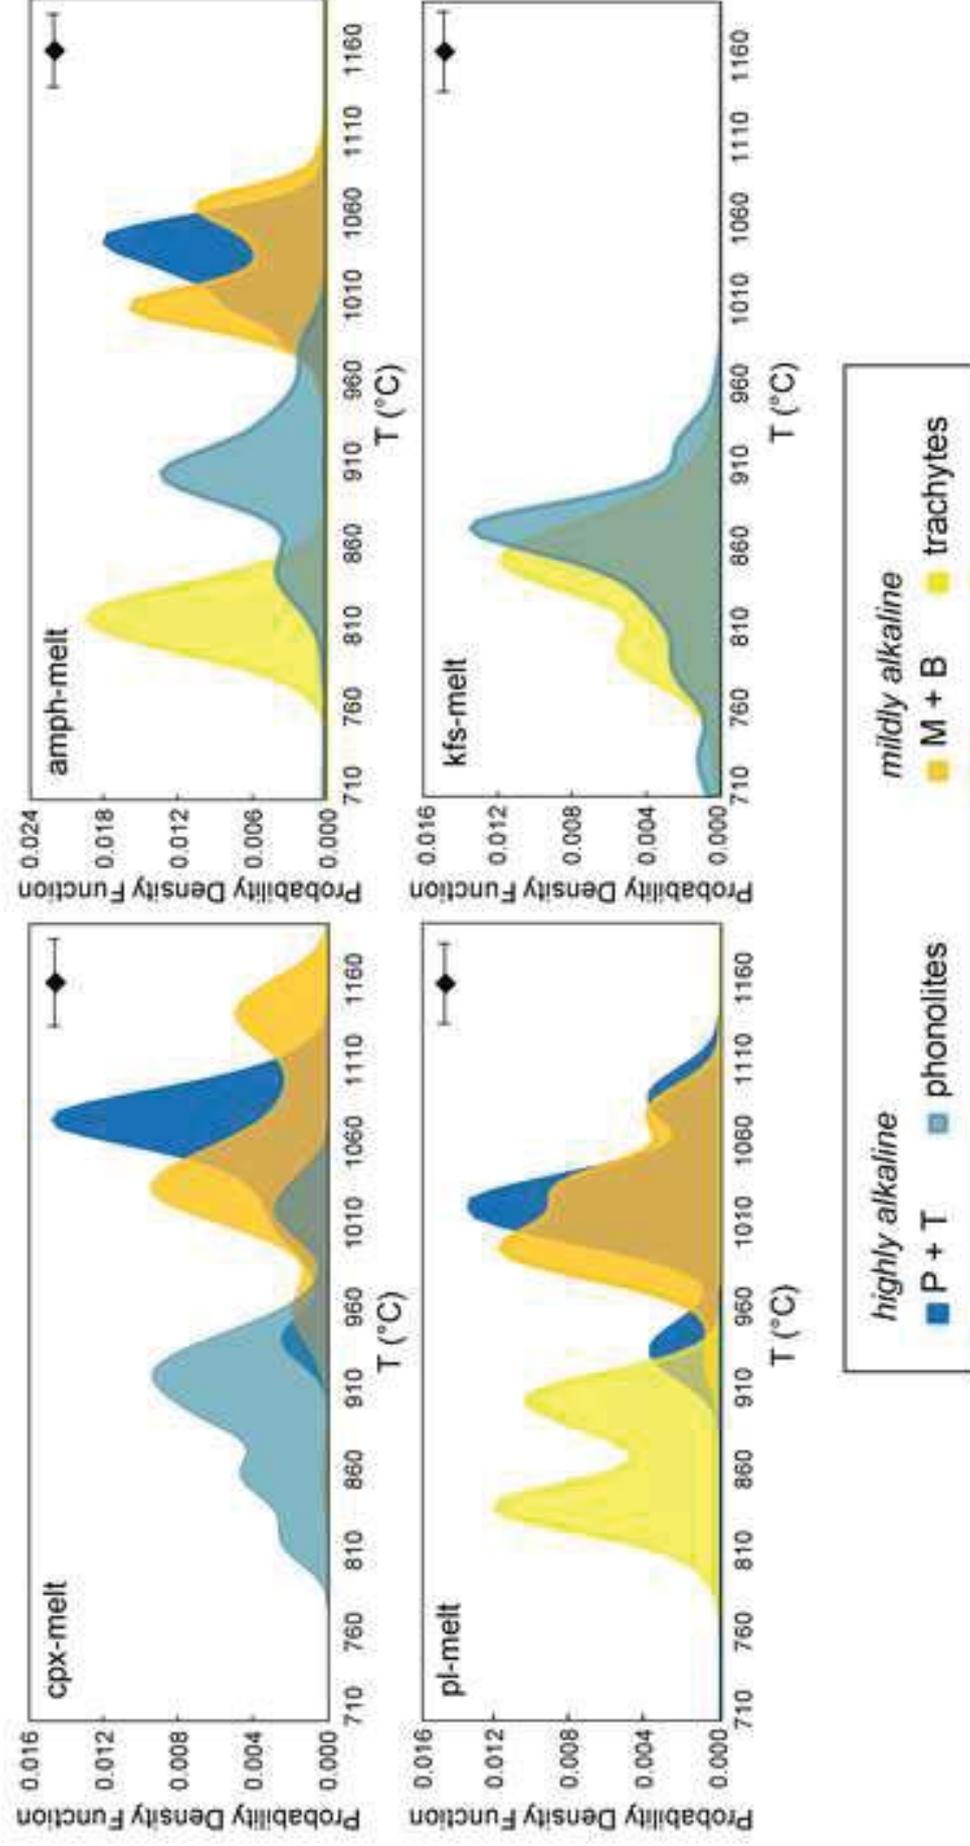 cpx-melt
Probability Density Function
0.016
0.012
0.008
0.004
0.000
710 760 810 860 910 960 1010 1060 1110 1160
T (°C)
amph-melt
Probability Density Function
0.024
0.018
0.012
0.006
0.000
710 760 810 860 910 960 1010 1060 1110 1160
T (°C)
pl-melt
Probability Density Function
0.016
0.012
0.008
0.004
0.000
710 760 810 860 910 960 1010 1060 1110 1160
T (°C)
kfs-melt
Probability Density Function
0.016
0.012
0.008
0.004
0.000
710 760 810 860 910 960 1010 1060 1110 1160
T (°C)
highly alkaline mildly alkaline
P + T phonolites M + B trachytes